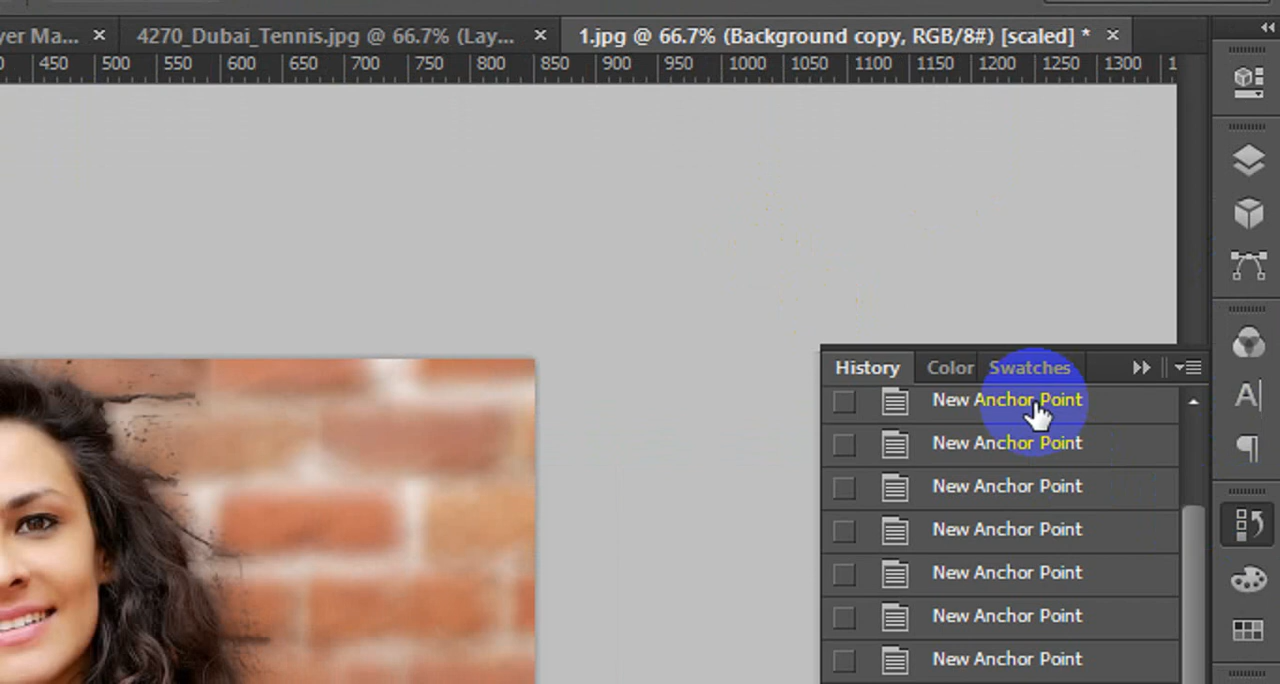 yer Ma... × 4270_Dubai_Tennis.jpg @ 66.7% (Lay... × 1.jpg @ 66.7% (Background copy, RGB/8#) [scaled] * ×
0 450 500 550 600 650 700 750 800 850 900 950 1000 1050 1100 1150 1200 1250 1300 1
History Color Swatches
New Anchor Point
New Anchor Point
New Anchor Point
New Anchor Point
New Anchor Point
New Anchor Point
New Anchor Point